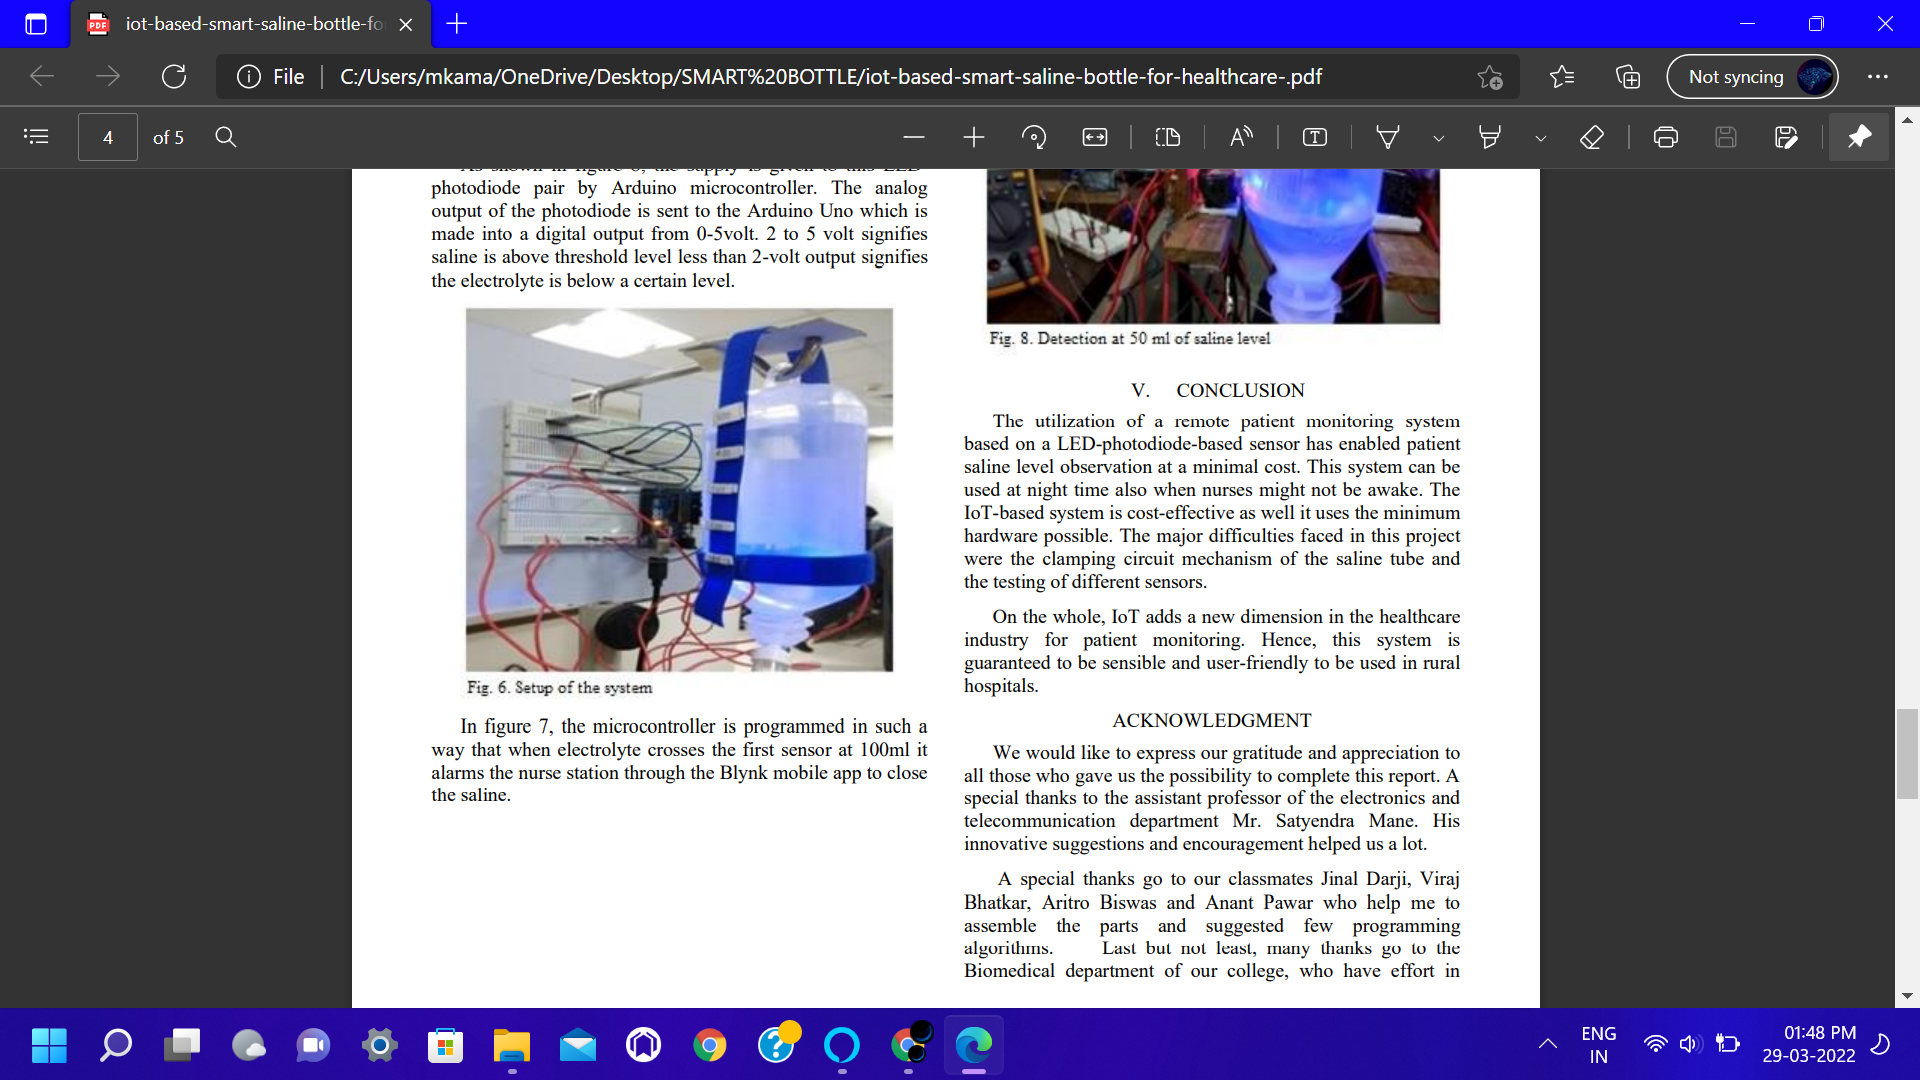 iot-based-smart-saline-bottle-fo
File
C:/Users/mkama/OneDrive/Desktop/SMART%20BOTTLE/iot-based-smart-saline-bottle-for-healthcare-.pdf
Not syncing
4
of 5
As shown in figure 6, the supply is given to this LED-
photodiode pair by Arduino microcontroller. The analog
output of the photodiode is sent to the Arduino Uno which is
made into a digital output from 0-5volt. 2 to 5 volt signifies
saline is above threshold level less than 2-volt output signifies
the electrolyte is below a certain level.
Fig. 6. Setup of the system
In figure 7, the microcontroller is programmed in such a
way that when electrolyte crosses the first sensor at 100ml it
alarms the nurse station through the Blynk mobile app to close
the saline.
Fig. 8. Detection at 50 ml of saline level
V. CONCLUSION
The utilization of a remote patient monitoring system
based on a LED-photodiode-based sensor has enabled patient
saline level observation at a minimal cost. This system can be
used at night time also when nurses might not be awake. The
IoT-based system is cost-effective as well it uses the minimum
hardware possible. The major difficulties faced in this project
were the clamping circuit mechanism of the saline tube and
the testing of different sensors.
On the whole, IoT adds a new dimension in the healthcare
industry for patient monitoring. Hence, this system is
guaranteed to be sensible and user-friendly to be used in rural
hospitals.
ACKNOWLEDGMENT
We would like to express our gratitude and appreciation to
all those who gave us the possibility to complete this report. A
special thanks to the assistant professor of the electronics and
telecommunication department Mr. Satyendra Mane. His
innovative suggestions and encouragement helped us a lot.
A special thanks go to our classmates Jinal Darji, Viraj
Bhatkar, Aritro Biswas and Anant Pawar who help me to
assemble the parts and suggested few programming
algorithms. Last but not least, many thanks go to the
Biomedical department of our college, who have effort in
ENG
IN
01:48 PM
29-03-2022